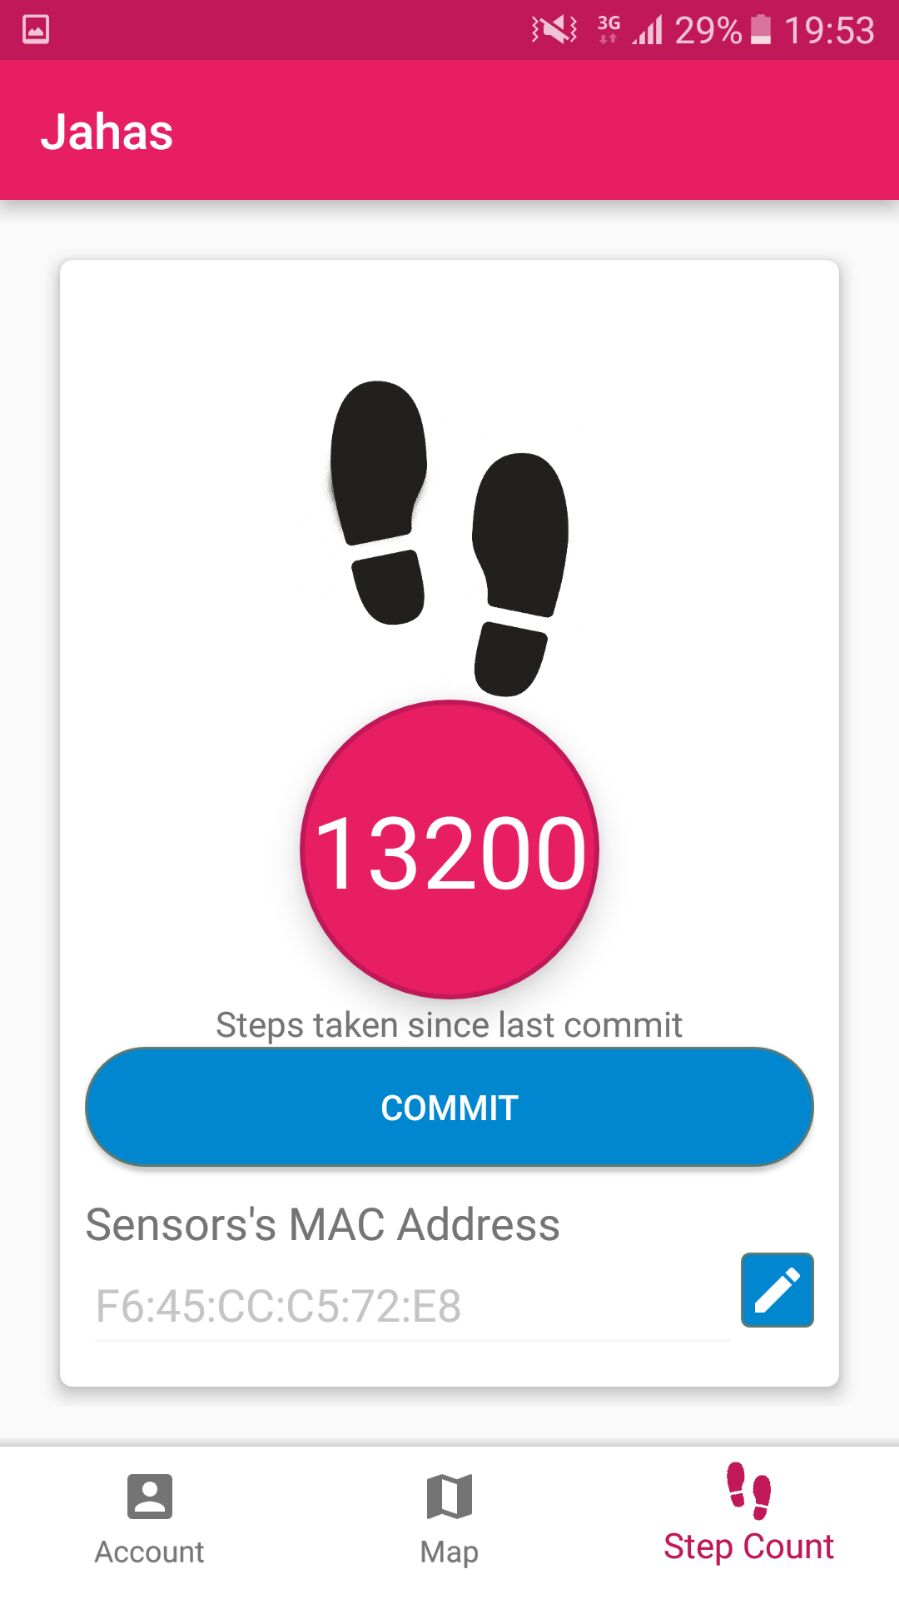 3G 29% 19:53
Jahas
13200
Steps taken since last commit
COMMIT
Sensors's MAC Address
F6:45:CC:C5:72:E8
Account Map Step Count